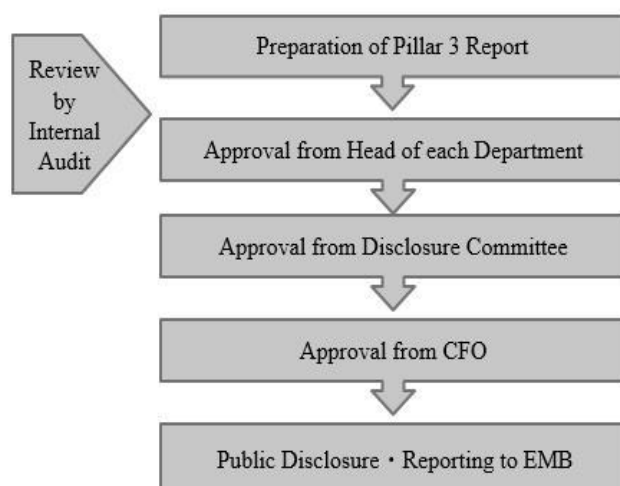 Review
by
Internal
Audit
Preparation of Pillar 3 Report
Approval from Head of each Department
Approval from Disclosure Committee
Approval from CFO
Public Disclosure・Reporting to EMB